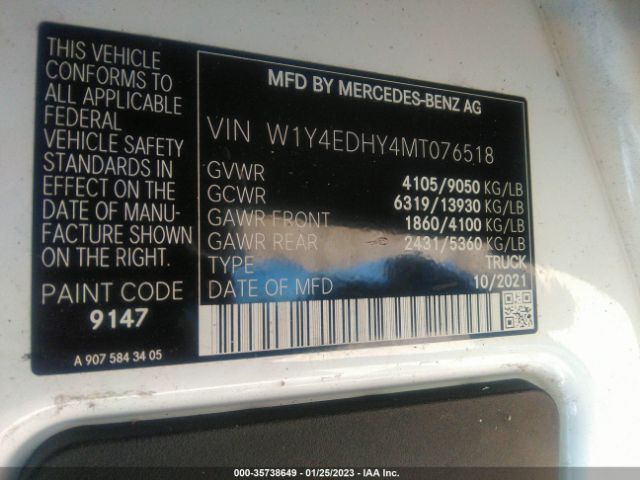 THIS VEHICLE
CONFORMS TO
ALL APPLICABLE
FEDERAL
VEHICLE SAFETY
STANDARDS IN
EFFECT ON THE
DATE OF MANU-
FACTURE SHOWN
ON THE RIGHT.
PAINT CODE
9147
A 907 584 34 05
MFD BY MERCEDES-BENZ AG
VIN W1Y4EDHY4MT076518
GVWR 4105/9050 KG/LB
GCWR 6319/13930 KG/LB
GAWR FRONT 1860/4100 KG/LB
GAWR REAR 2431/5360 KG/LB
TYPE TRUCK
DATE OF MFD 10/2021
000-35738649 - 01/25/2023 - IAA Inc.